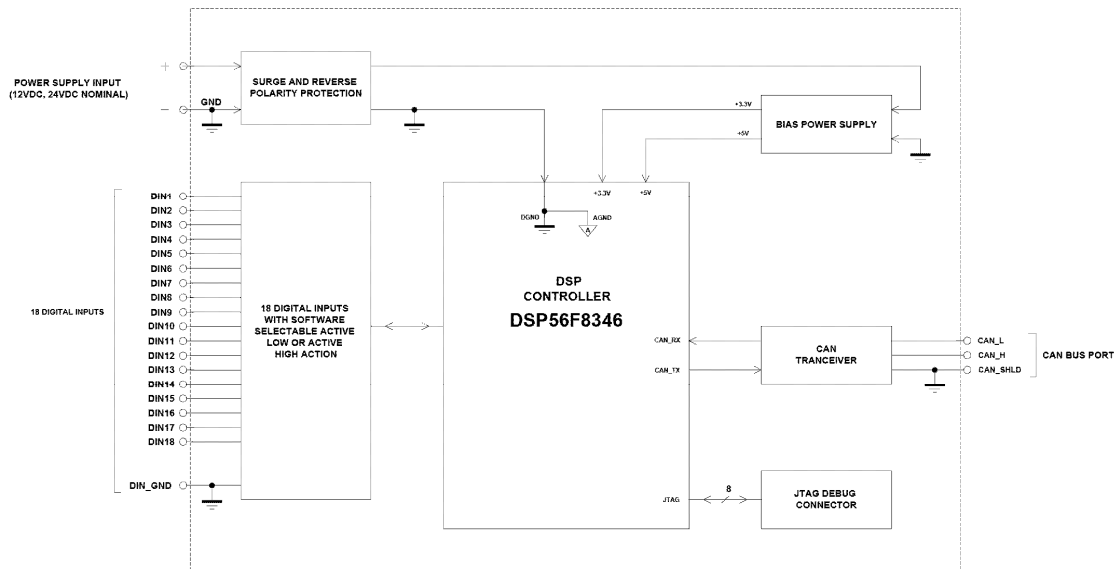 POWER SUPPLY INPUT
(12VDC, 24VDC NOMINAL)
+
−
GND
SURGE AND REVERSE
POLARITY PROTECTION
+3.3V
+5V
BIAS POWER SUPPLY
18 DIGITAL INPUTS
DIN1
DIN2
DIN3
DIN4
DIN5
DIN6
DIN7
DIN8
DIN9
DIN10
DIN11
DIN12
DIN13
DIN14
DIN15
DIN16
DIN17
DIN18
DIN_GND
18 DIGITAL INPUTS
WITH SOFTWARE
SELECTABLE ACTIVE
LOW OR ACTIVE
HIGH ACTION
+3.3V
+5V
DGND
AGND
A
DSP
CONTROLLER
DSP56F8346
CAN_RX
CAN_TX
JTAG
CAN
TRANCEIVER
CAN_L
CAN_H
CAN_SHLD
CAN BUS PORT
8
JTAG DEBUG
CONNECTOR